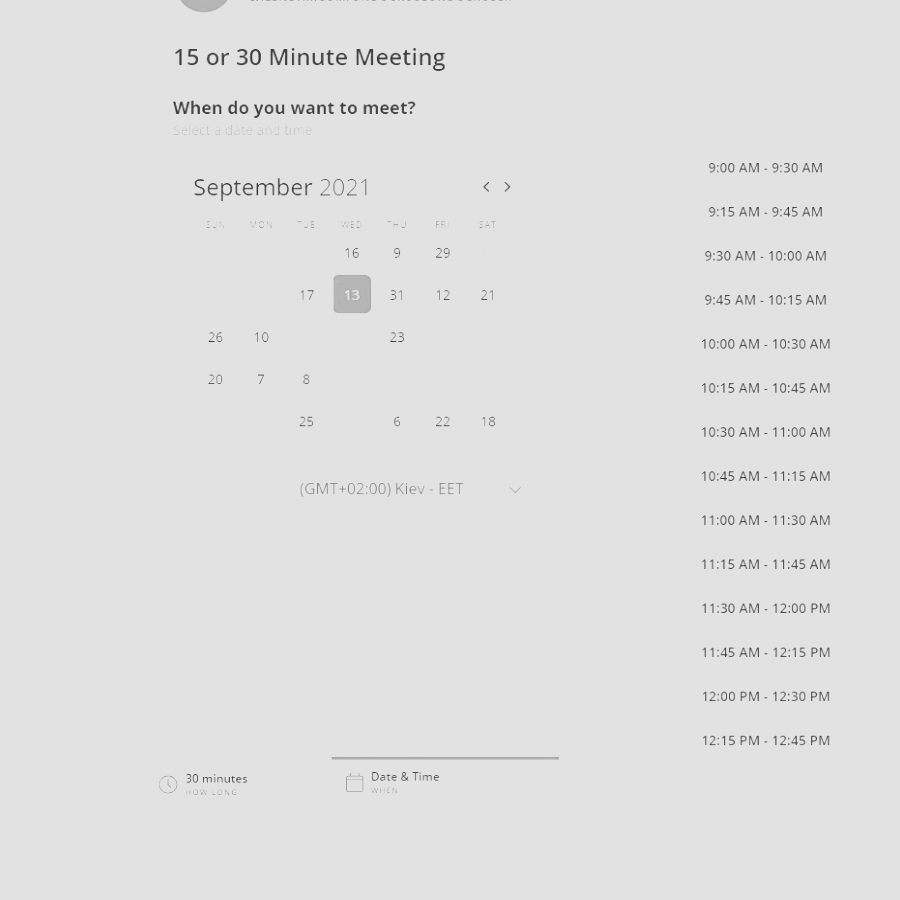 15 or 30 Minute Meeting
When do you want to meet?
Select a date and time
September 2021
SUN MON TUE WED THU FRI SAT
16 9 29
17 13 31 12 21
26 10 23
20 7 8
25 6 22 18
(GMT+02:00) Kiev - EET
9:00 AM - 9:30 AM
9:15 AM - 9:45 AM
9:30 AM - 10:00 AM
9:45 AM - 10:15 AM
10:00 AM - 10:30 AM
10:15 AM - 10:45 AM
10:30 AM - 11:00 AM
10:45 AM - 11:15 AM
11:00 AM - 11:30 AM
11:15 AM - 11:45 AM
11:30 AM - 12:00 PM
11:45 AM - 12:15 PM
12:00 PM - 12:30 PM
12:15 PM - 12:45 PM
30 minutes
HOW LONG
Date & Time
WHEN